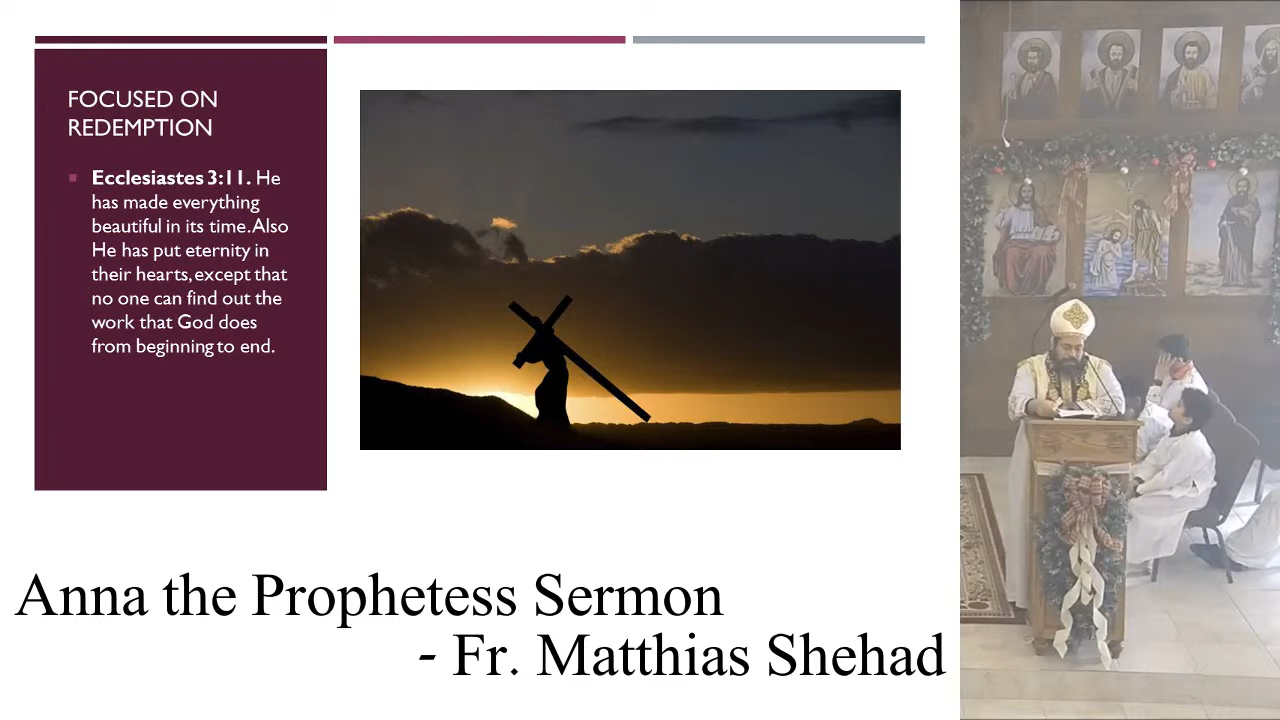 FOCUSED ON
REDEMPTION
Ecclesiastes 3:11. He
has made everything
beautiful in its time. Also
He has put eternity in
their hearts, except that
no one can find out the
work that God does
from beginning to end.
Anna the Prophetess Sermon
- Fr. Matthias Shehad